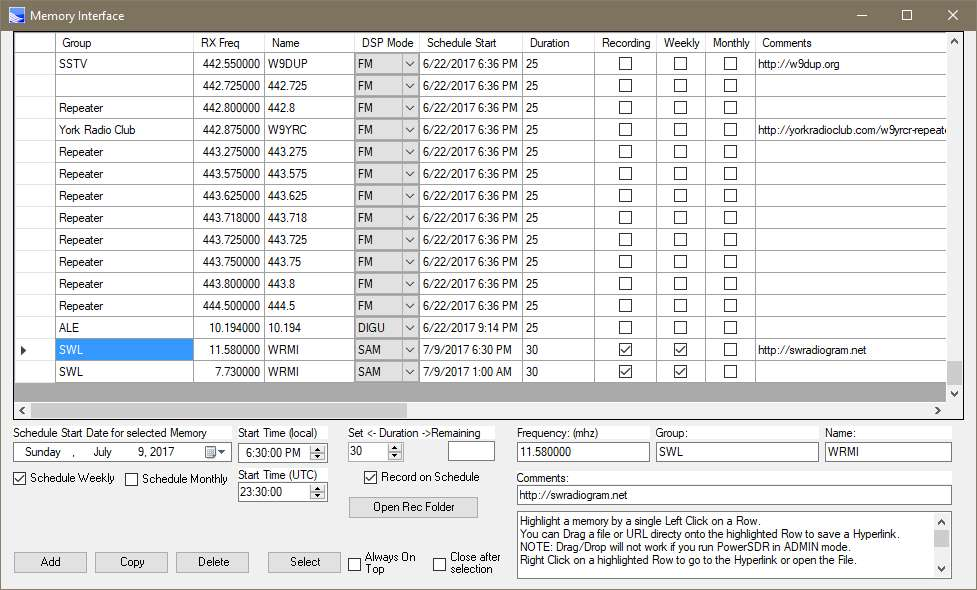 Memory Interface
Group RX Freq Name DSP Mode Schedule Start Duration Recording Weekly Monthly Comments
SSTV 442.550000 W9DUP FM 6/22/2017 6:36 PM 25 http://w9dup.org
442.725000 442.725 FM 6/22/2017 6:36 PM 25
Repeater 442.800000 442.8 FM 6/22/2017 6:36 PM 25
York Radio Club 442.875000 W9YRC FM 6/22/2017 6:36 PM 25 http://yorkradioclub.com/w9yrcr-repeate
Repeater 443.275000 443.275 FM 6/22/2017 6:36 PM 25
Repeater 443.575000 443.575 FM 6/22/2017 6:36 PM 25
Repeater 443.625000 443.625 FM 6/22/2017 6:36 PM 25
Repeater 443.718000 443.718 FM 6/22/2017 6:36 PM 25
Repeater 443.725000 443.725 FM 6/22/2017 6:36 PM 25
Repeater 443.750000 443.75 FM 6/22/2017 6:36 PM 25
Repeater 443.800000 443.8 FM 6/22/2017 6:36 PM 25
Repeater 444.500000 444.5 FM 6/22/2017 6:36 PM 25
ALE 10.194000 10.194 DIGU 6/22/2017 9:14 PM 25
SWL 11.580000 WRMI SAM 7/9/2017 6:30 PM 30 http://swradiogram.net
SWL 7.730000 WRMI SAM 7/9/2017 1:00 AM 30
Schedule Start Date for selected Memory Start Time (local) Set <- Duration ->Remaining Frequency: (mhz) Group: Name:
Sunday , July 9, 2017 6:30:00 PM 30 11.580000 SWL WRMI
Schedule Weekly Schedule Monthly Start Time (UTC) Record on Schedule Comments:
23:30:00 http://swradiogram.net
Open Rec Folder
Highlight a memory by a single Left Click on a Row.
You can Drag a file or URL directy onto the highlighted Row to save a Hyperlink.
NOTE: Drag/Drop will not work if you run PowerSDR in ADMIN mode.
Right Click on a highlighted Row to go to the Hyperlink or open the File.
Add Copy Delete Select Always On Top Close after selection